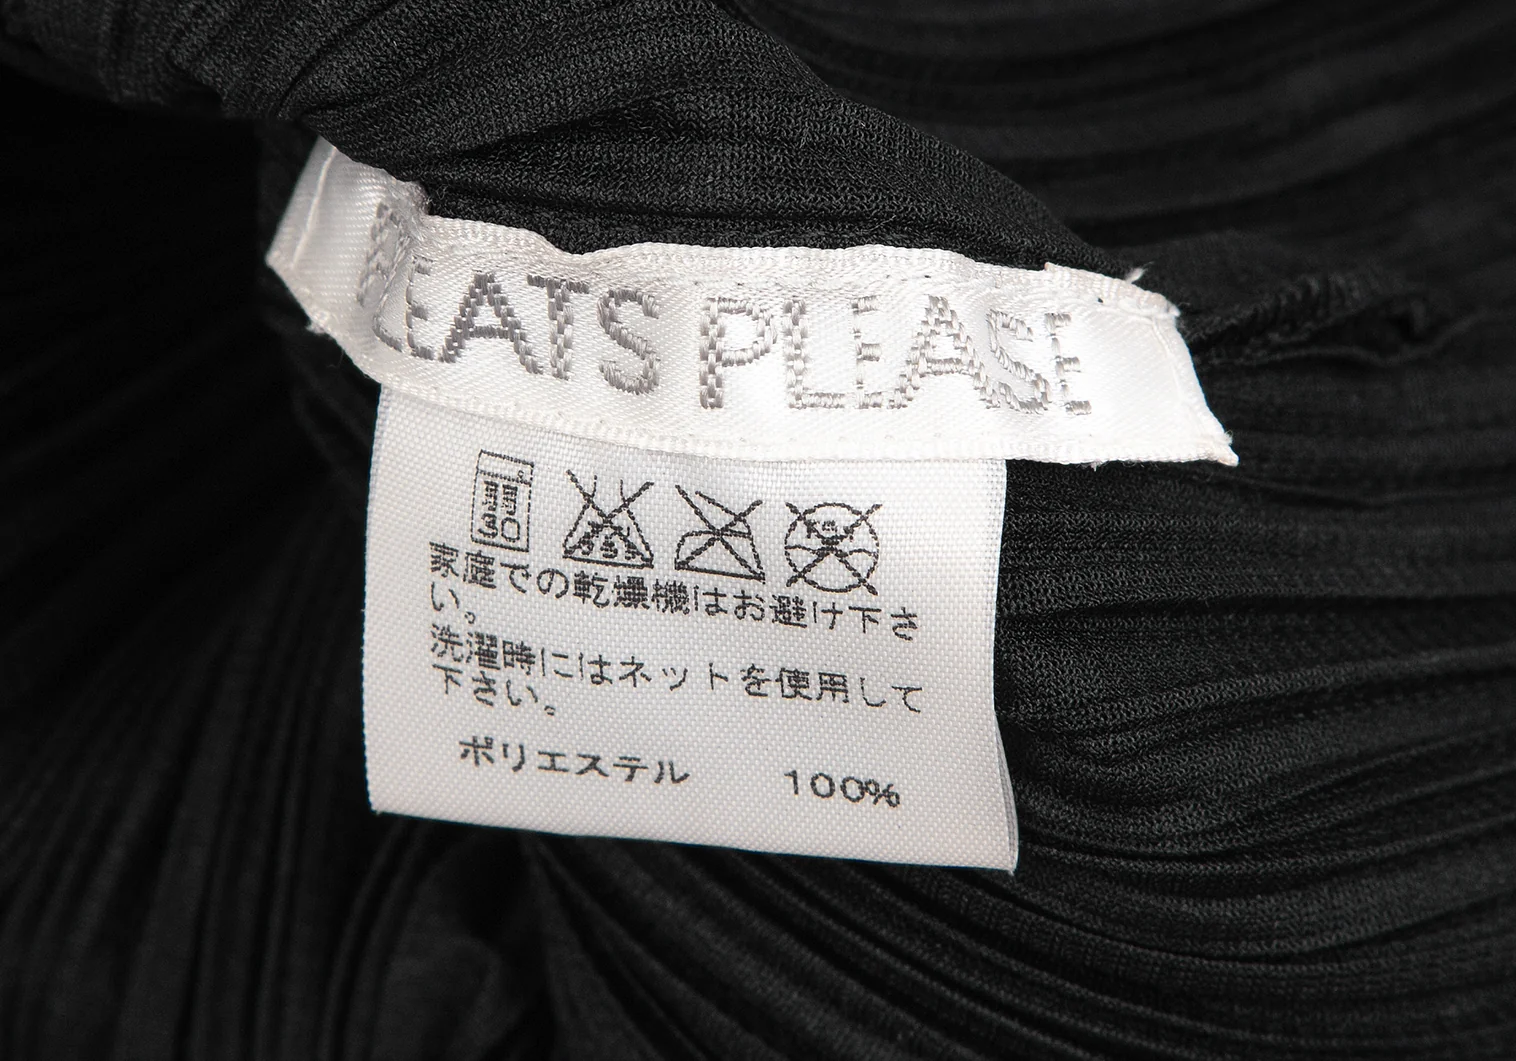 PLEATS PLEASE
家庭での乾燥機はお避け下さ
い。
洗濯時にはネットを使用して
下さい。
ポリエステル 100%